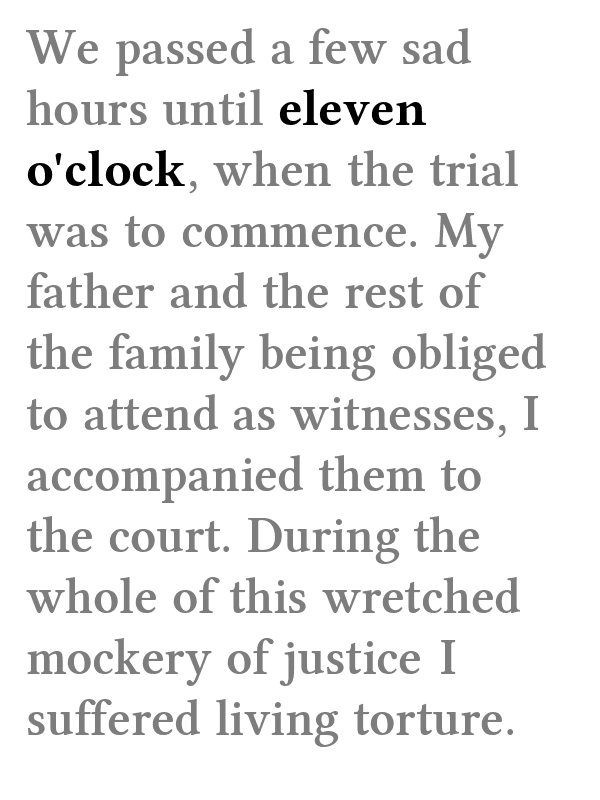 We passed a few sad
hours until eleven
o'clock, when the trial
was to commence. My
father and the rest of
the family being obliged
to attend as witnesses, I
accompanied them to
the court. During the
whole of this wretched
mockery of justice I
suffered living torture.